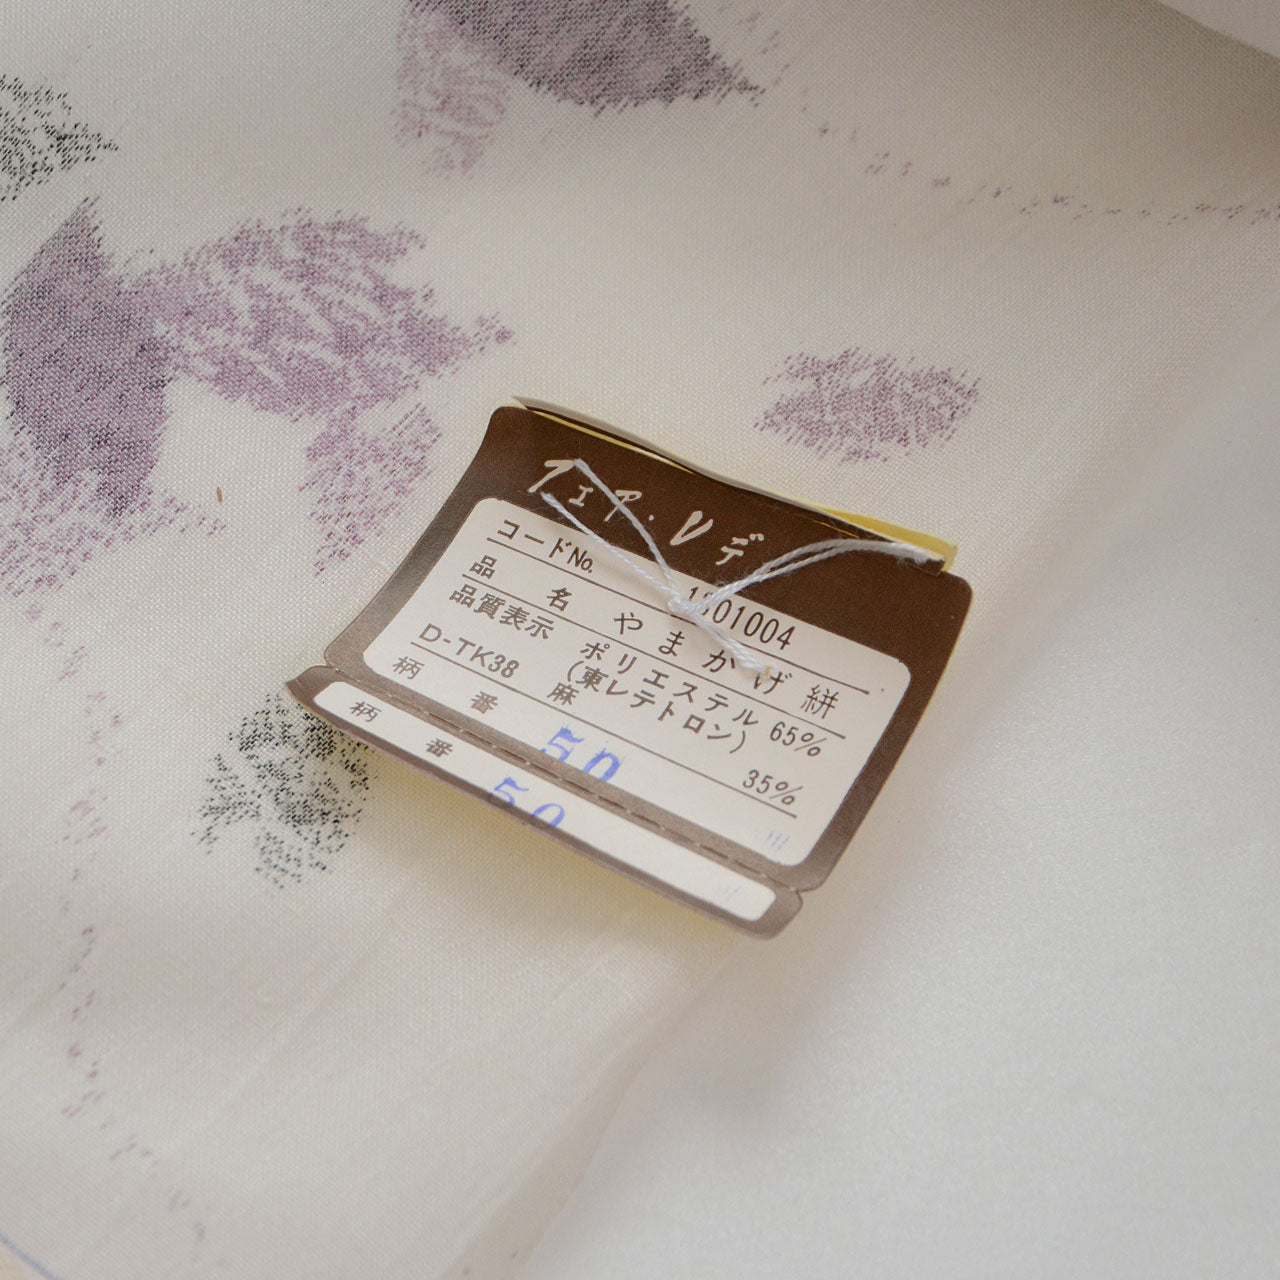 フェア.Vデ
コードNo. 1301004
品名 やまかげ絣
品質表示 ポリエステル 65%
(東レテトロン)
D-TK38 麻 35%
柄番 50
柄番 50